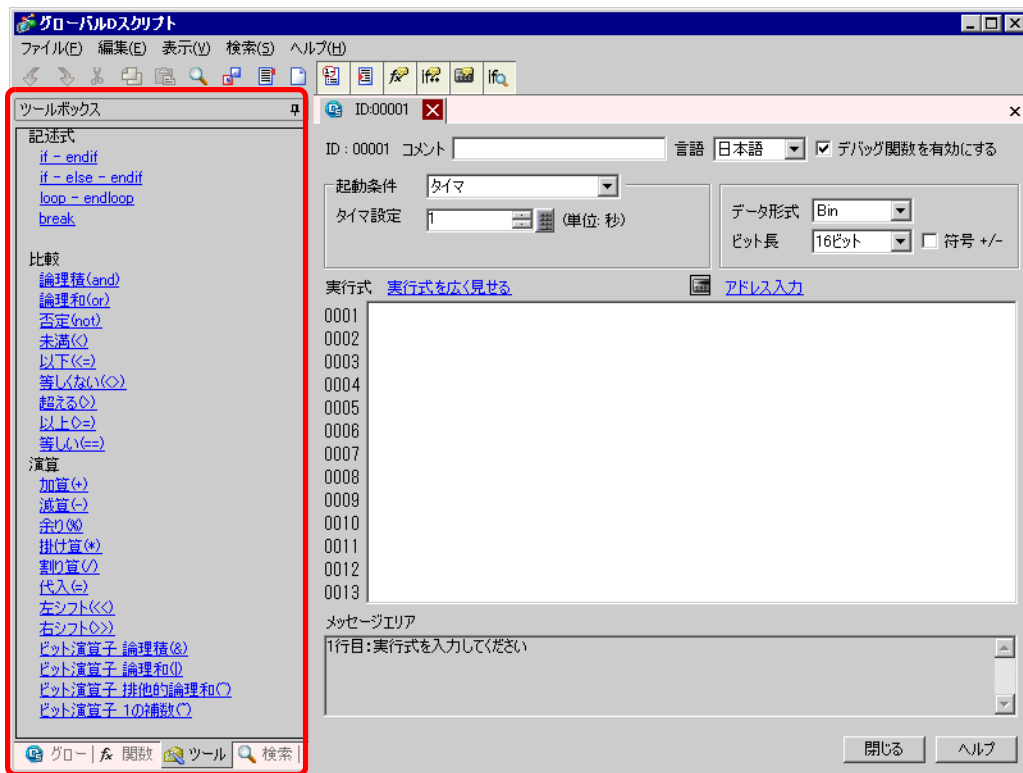 グローバルDスクリプト
ファイル(F) 編集(E) 表示(V) 検索(S) ヘルプ(H)
ツールボックス
記述式
if - endif
if - else - endif
loop - endloop
break
比較
論理積(and)
論理和(or)
否定(not)
未満(<)
以下(<=)
等しくない(<>)
超える(>)
以上(>=)
等しい(==)
演算
加算(+)
減算(-)
余り(%)
掛け算(*)
割り算(/)
代入(=)
左シフト(<<)
右シフト(>>)
ビット演算子 論理積(&)
ビット演算子 論理和(|)
ビット演算子 排他的論理和(^)
ビット演算子 1の補数(~)
グロー 関数 ツール 検索
ID:00001
ID : 00001 コメント 言語 日本語 デバッグ関数を有効にする
起動条件 タイマ
タイマ設定 1 (単位: 秒)
データ形式 Bin
ビット長 16ビット 符号 +/-
実行式 実行式を広く見せる アドレス入力
0001
0002
0003
0004
0005
0006
0007
0008
0009
0010
0011
0012
0013
メッセージエリア
1行目:実行式を入力してください
閉じる ヘルプ